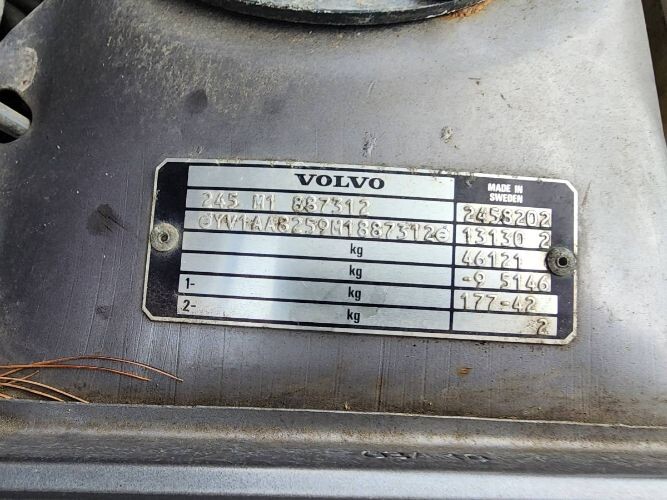 VOLVO
MADE IN
SWEDEN
245 M1 887312
2458202
YV1AA8259M1887312
13130 2
kg
46121
kg
-9 5146
1- kg
177-42
2- kg
2